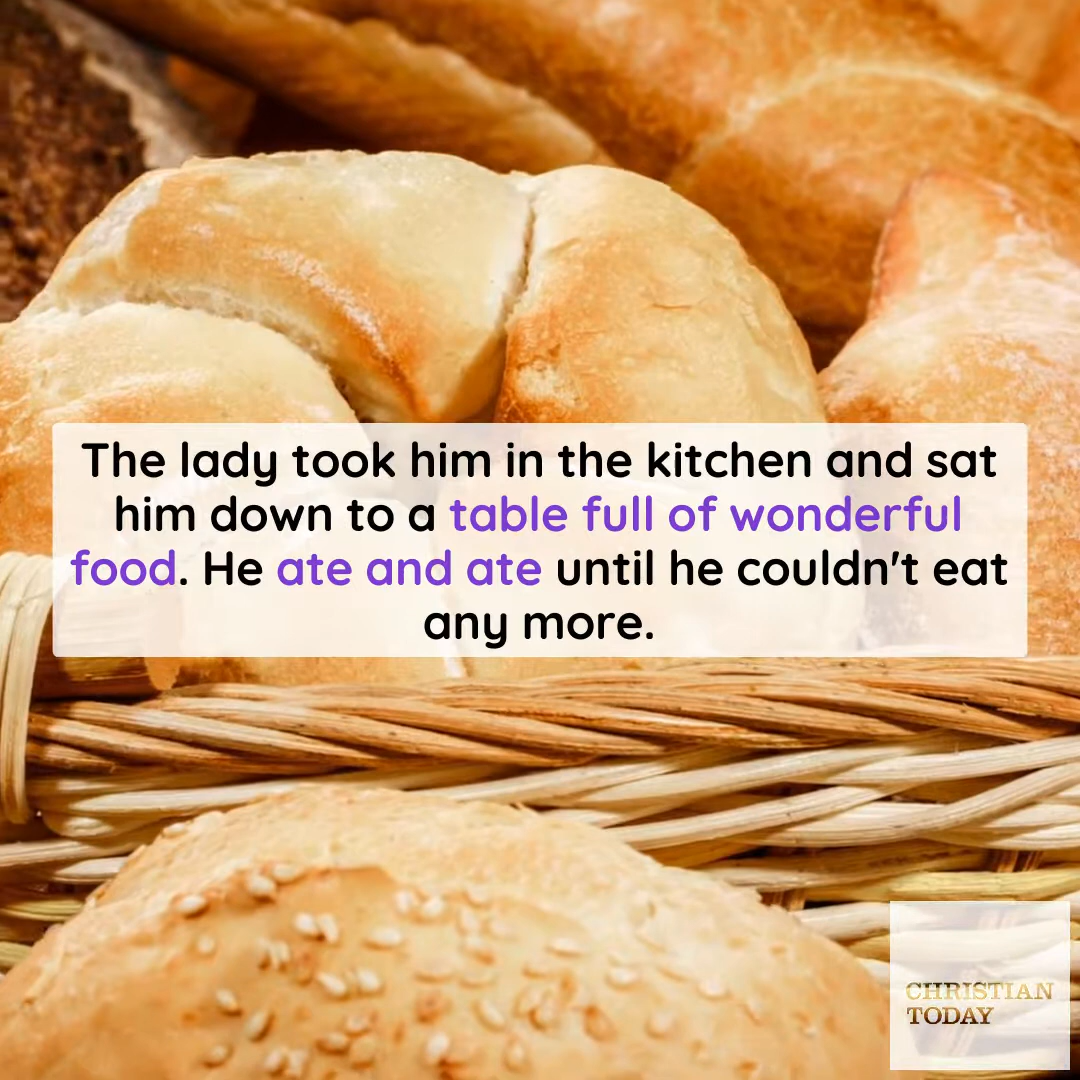 The lady took him in the kitchen and sat
him down to a table full of wonderful
food. He ate and ate until he couldn't eat
any more.
CHRISTIAN
TODAY